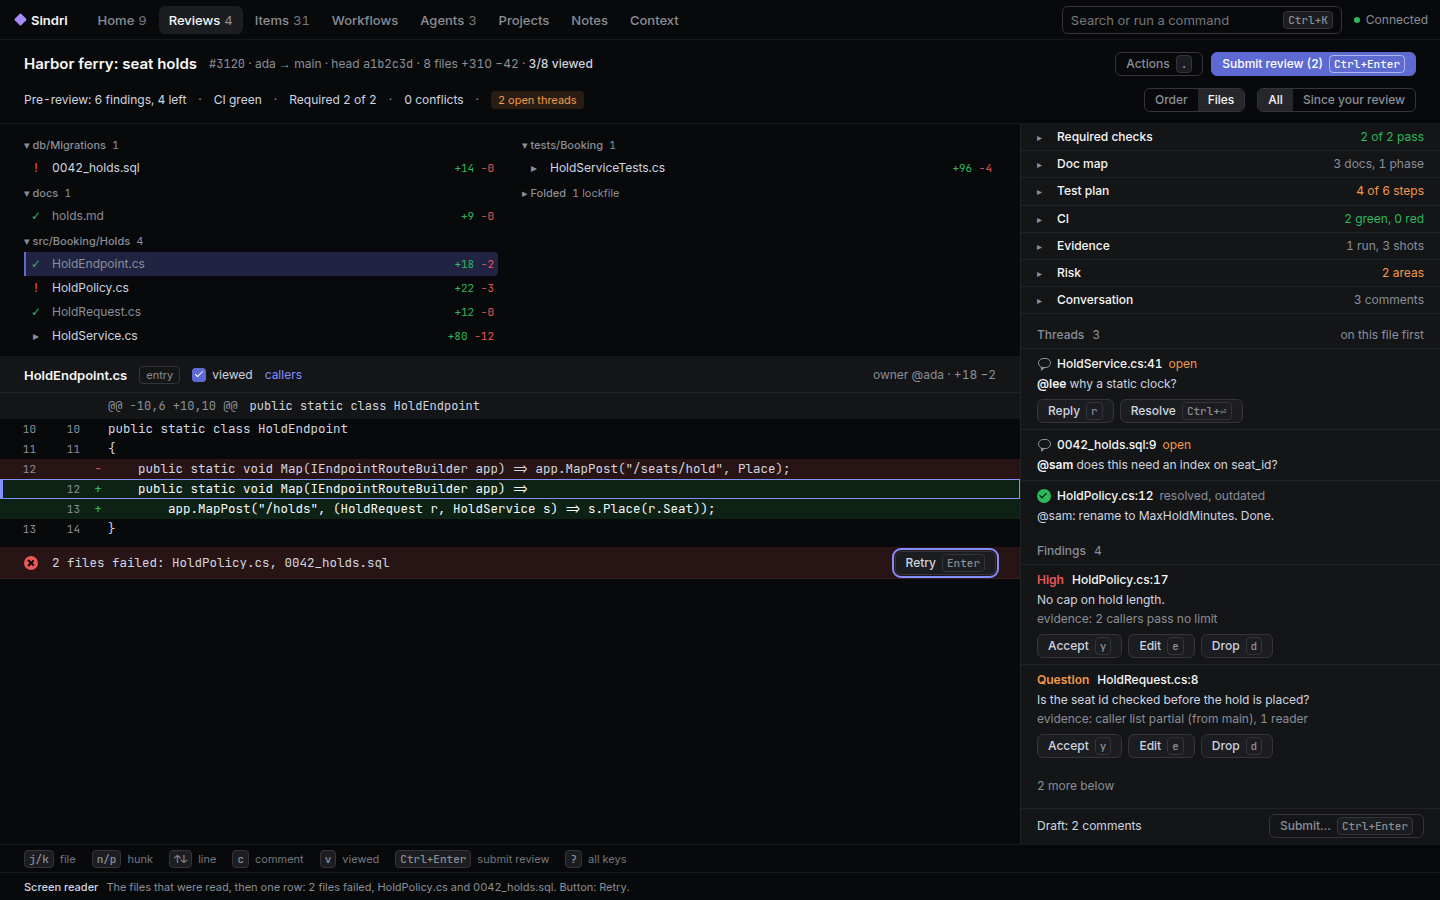 Sindri Home 9 Reviews 4 Items 31 Workflows Agents 3 Projects Notes Context Search or run a command Ctrl+K Connected
Harbor ferry: seat holds #3120 · ada → main · head a1b2c3d · 8 files +310 −42 · 3/8 viewed Actions . Submit review (2) Ctrl+Enter
Pre-review: 6 findings, 4 left · CI green · Required 2 of 2 · 0 conflicts · 2 open threads Order Files All Since your review
▾ db/Migrations 1
! 0042_holds.sql +14 -0
▾ docs 1
✓ holds.md +9 -0
▾ src/Booking/Holds 4
✓ HoldEndpoint.cs +18 -2
! HoldPolicy.cs +22 -3
✓ HoldRequest.cs +12 -0
▸ HoldService.cs +80 -12
▾ tests/Booking 1
▸ HoldServiceTests.cs +96 -4
▸ Folded 1 lockfile
HoldEndpoint.cs entry viewed callers owner @ada · +18 −2
@@ -10,6 +10,10 @@ public static class HoldEndpoint
10 10 public static class HoldEndpoint
11 11 {
12 - public static void Map(IEndpointRouteBuilder app) => app.MapPost("/seats/hold", Place);
12 + public static void Map(IEndpointRouteBuilder app) =>
13 + app.MapPost("/holds", (HoldRequest r, HoldService s) => s.Place(r.Seat));
13 14 }
2 files failed: HoldPolicy.cs, 0042_holds.sql Retry Enter
▸ Required checks 2 of 2 pass
▸ Doc map 3 docs, 1 phase
▸ Test plan 4 of 6 steps
▸ CI 2 green, 0 red
▸ Evidence 1 run, 3 shots
▸ Risk 2 areas
▸ Conversation 3 comments
Threads 3 on this file first
HoldService.cs:41 open
@lee why a static clock?
Reply r Resolve Ctrl+⏎
0042_holds.sql:9 open
@sam does this need an index on seat_id?
HoldPolicy.cs:12 resolved, outdated
@sam: rename to MaxHoldMinutes. Done.
Findings 4
High HoldPolicy.cs:17
No cap on hold length.
evidence: 2 callers pass no limit
Accept y Edit e Drop d
Question HoldRequest.cs:8
Is the seat id checked before the hold is placed?
evidence: caller list partial (from main), 1 reader
Accept y Edit e Drop d
2 more below
Draft: 2 comments Submit... Ctrl+Enter
j/k file n/p hunk ↑↓ line c comment v viewed Ctrl+Enter submit review ? all keys
Screen reader The files that were read, then one row: 2 files failed, HoldPolicy.cs and 0042_holds.sql. Button: Retry.